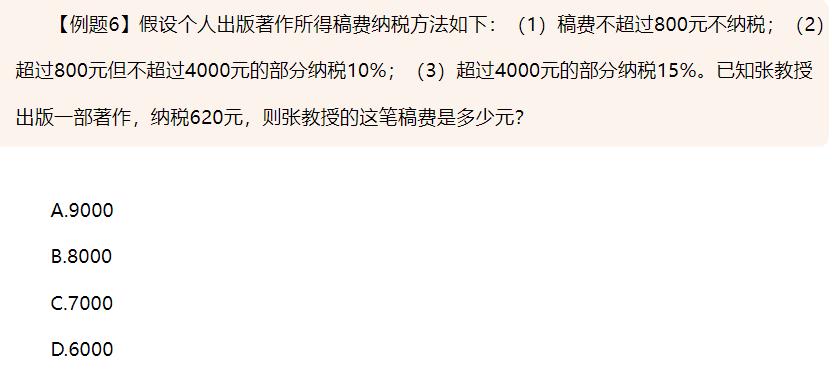 【例题6】假设个人出版著作所得稿费纳税方法如下：（1）稿费不超过800元不纳税；（2）
超过800元但不超过4000元的部分纳税10%；（3）超过4000元的部分纳税15%。已知张教授
出版一部著作，纳税620元，则张教授的这笔稿费是多少元？
A.9000
B.8000
C.7000
D.6000